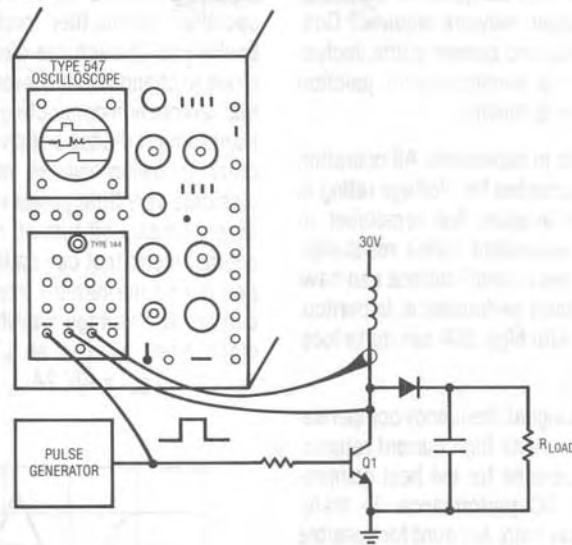 TYPE 547
OSCILLOSCOPE
TYPE 1A4
30V
PULSE
GENERATOR
Q1
RLOAD